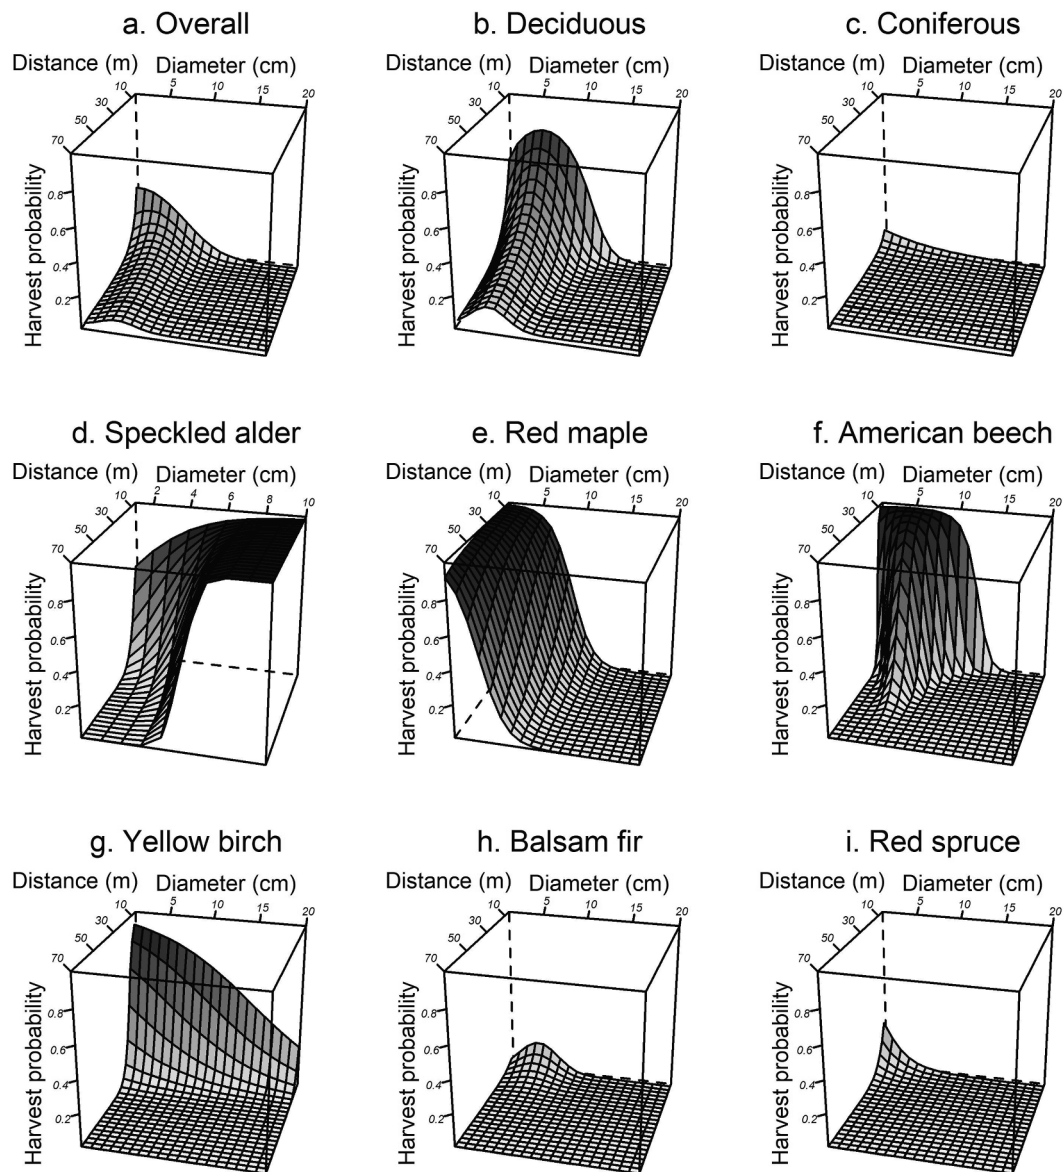 a. Overall
b. Deciduous
c. Coniferous
Distance (m) Diameter (cm)
10 5 10 15 20
30
50
70
0.8
0.6
0.4
0.2
Harvest probability
Distance (m) Diameter (cm)
10 5 10 15 20
30
50
70
0.8
0.6
0.4
0.2
Harvest probability
Distance (m) Diameter (cm)
10 5 10 15 20
30
50
70
0.8
0.6
0.4
0.2
Harvest probability
d. Speckled alder
e. Red maple
f. American beech
Distance (m) Diameter (cm)
10 2 4 6 8 10
30
50
70
0.8
0.6
0.4
0.2
Harvest probability
Distance (m) Diameter (cm)
10 5 10 15 20
30
50
70
0.8
0.6
0.4
0.2
Harvest probability
Distance (m) Diameter (cm)
10 5 10 15 20
30
50
70
0.8
0.6
0.4
0.2
Harvest probability
g. Yellow birch
h. Balsam fir
i. Red spruce
Distance (m) Diameter (cm)
10 5 10 15 20
30
50
70
0.8
0.6
0.4
0.2
Harvest probability
Distance (m) Diameter (cm)
10 5 10 15 20
30
50
70
0.8
0.6
0.4
0.2
Harvest probability
Distance (m) Diameter (cm)
10 5 10 15 20
30
50
70
0.8
0.6
0.4
0.2
Harvest probability